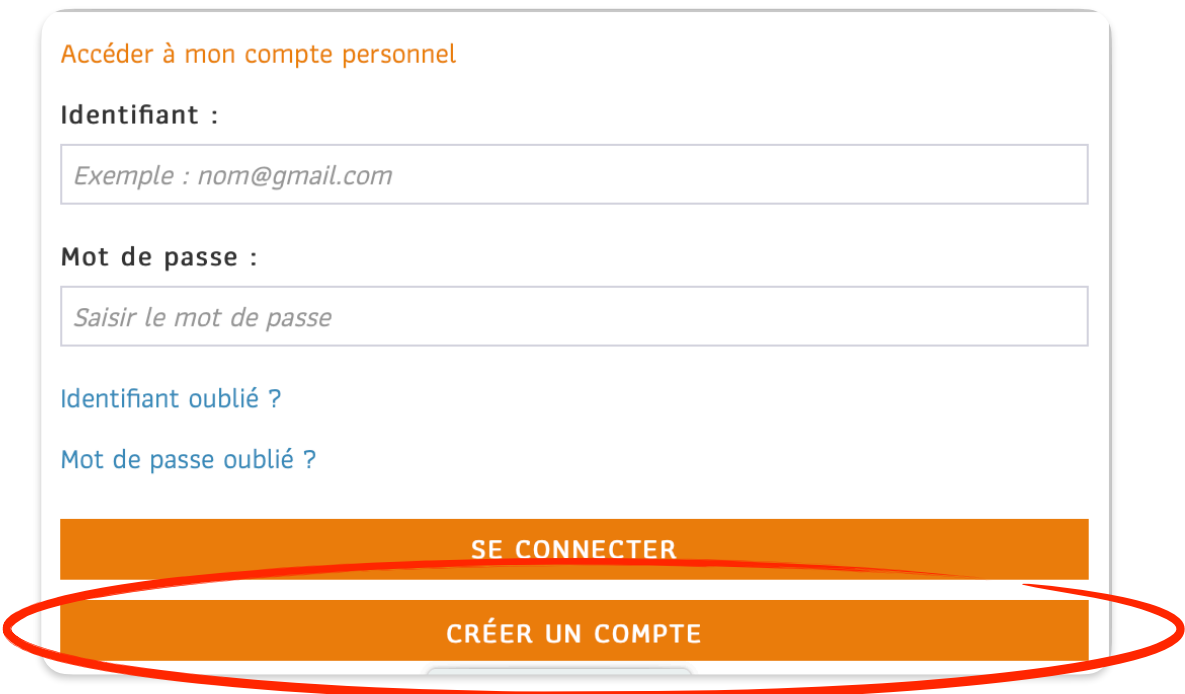 Accéder à mon compte personnel
Identifiant :
Exemple : nom@gmail.com
Mot de passe :
Saisir le mot de passe
Identifiant oublié ?
Mot de passe oublié ?
SE CONNECTER
CRÉER UN COMPTE